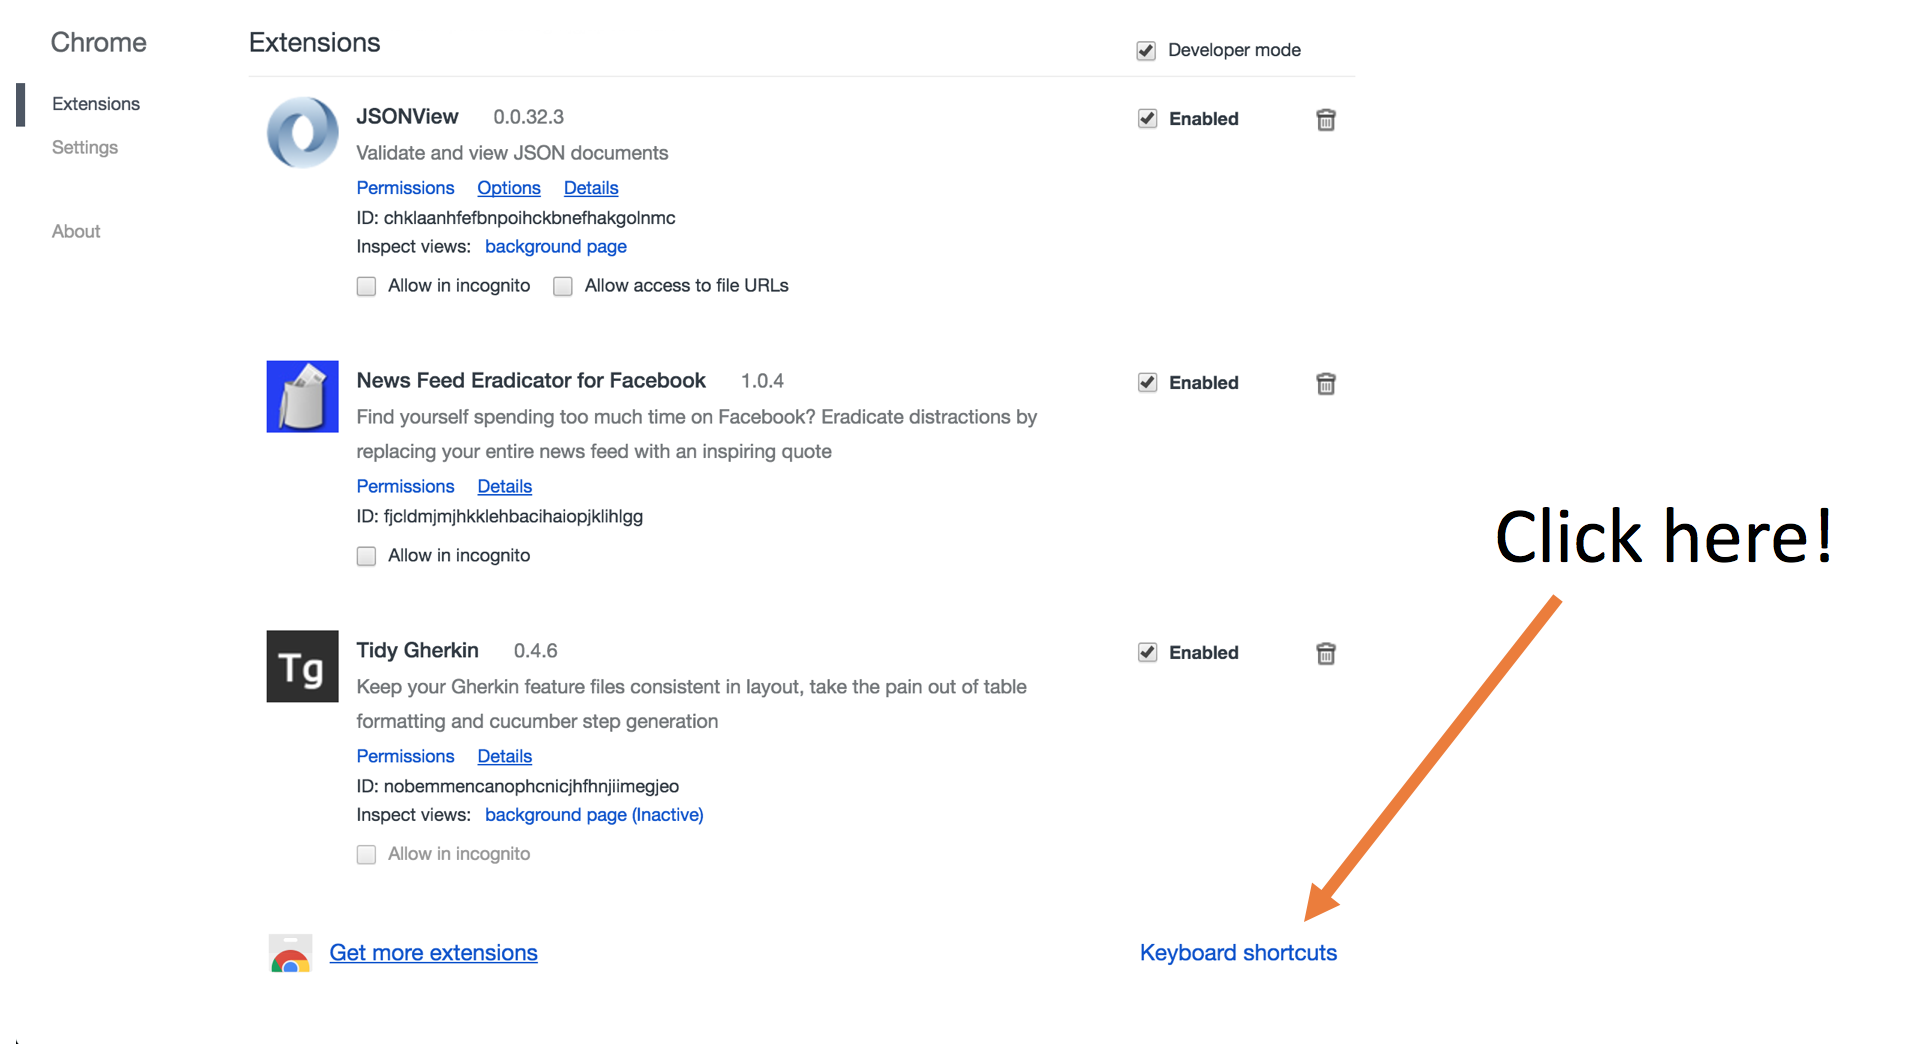 Chrome
Extensions
Settings
About
Extensions
Developer mode
JSONView 0.0.32.3
Enabled
Validate and view JSON documents
Permissions Options Details
ID: chklaanhfefbnpoihckbnefhakgolnmc
Inspect views: background page
Allow in incognito Allow access to file URLs
News Feed Eradicator for Facebook 1.0.4
Enabled
Find yourself spending too much time on Facebook? Eradicate distractions by
replacing your entire news feed with an inspiring quote
Permissions Details
ID: fjcldmjmjhkklehbacihaiopjklihlgg
Allow in incognito
Tg
Tidy Gherkin 0.4.6
Enabled
Keep your Gherkin feature files consistent in layout, take the pain out of table
formatting and cucumber step generation
Permissions Details
ID: nobemmencanophcnicjhfhnjiimegjeo
Inspect views: background page (Inactive)
Allow in incognito
Get more extensions
Keyboard shortcuts
Click here!